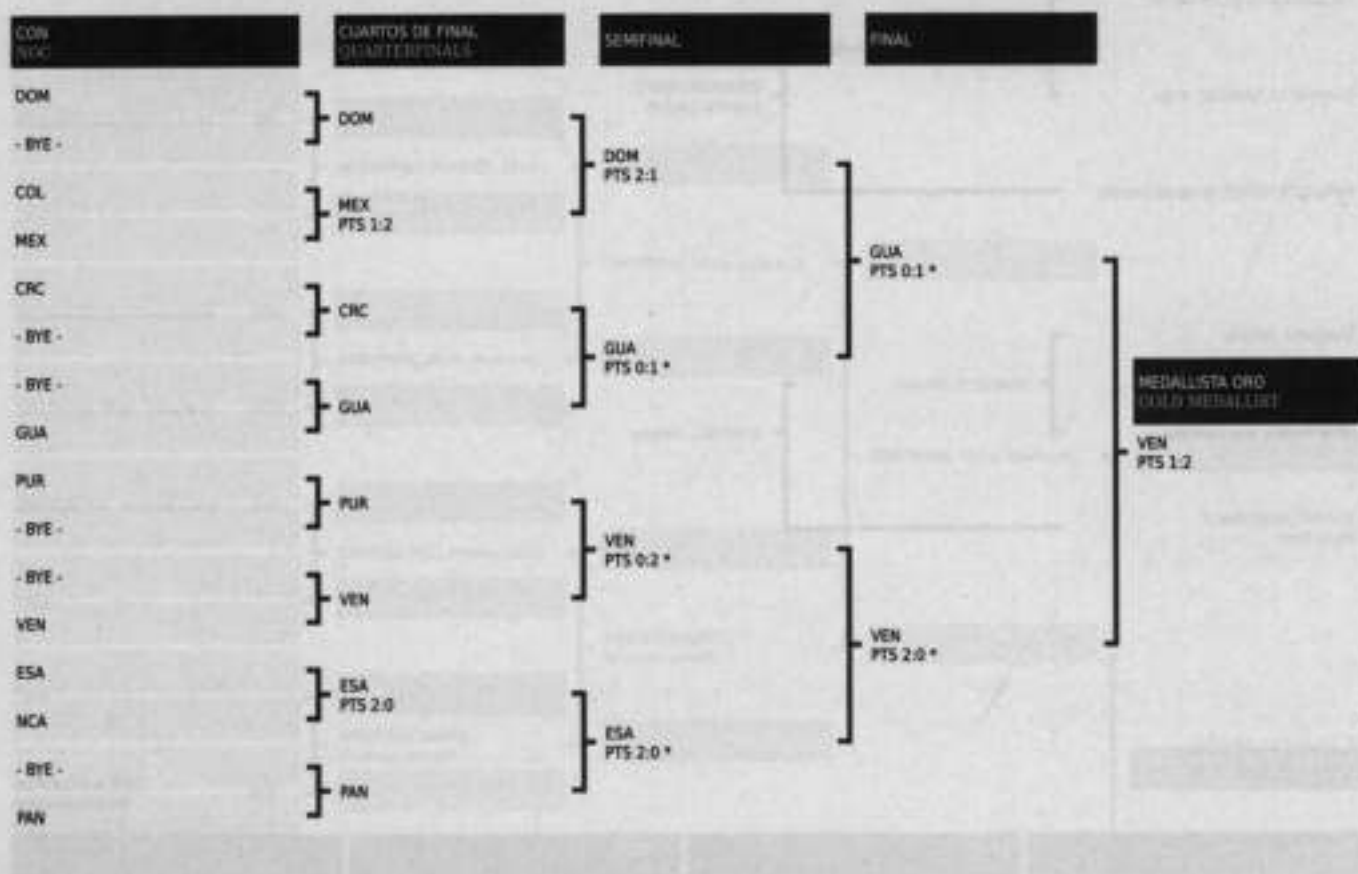 CON
NOC
CUARTOS DE FINAL
QUARTERFINALS
SEMIFINAL
FINAL
DOM
- BYE -
COL
MEX
CRC
- BYE -
- BYE -
GUA
PUR
- BYE -
- BYE -
VEN
ESA
NCA
- BYE -
PAN
DOM
MEX
PTS 1:2
CRC
GUA
PUR
VEN
ESA
PTS 2:0
PAN
DOM
PTS 2:1
GUA
PTS 0:1 *
VEN
PTS 0:2 *
ESA
PTS 2:0 *
GUA
PTS 0:1 *
VEN
PTS 2:0 *
MEDALLISTA ORO
GOLD MEDALLIST
VEN
PTS 1:2